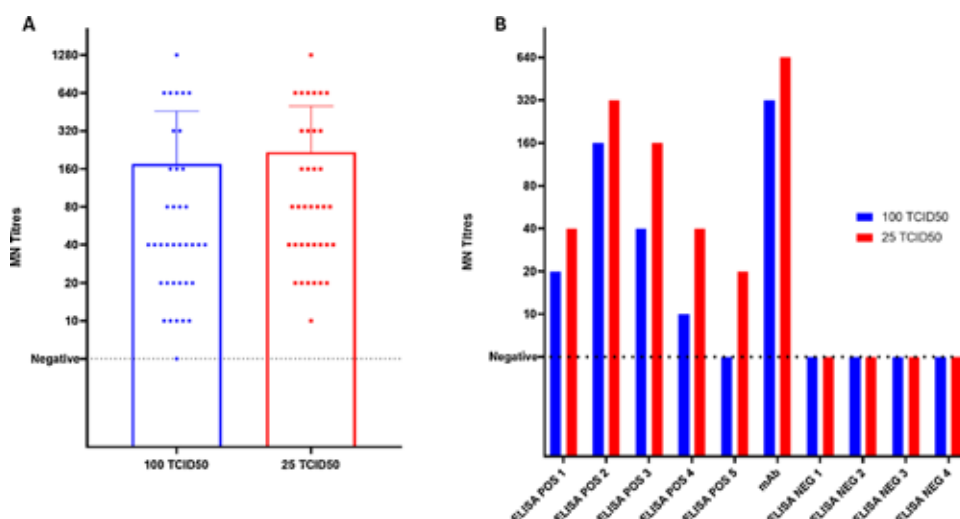 A
MN Titres
1280
640
320
160
80
40
20
10
Negative
100 TCID50
25 TCID50
B
MN Titres
640
320
160
80
40
20
10
Negative
100 TCID50
25 TCID50
ELISA POS 1
ELISA POS 2
ELISA POS 3
ELISA POS 4
ELISA POS 5
mAb
ELISA NEG 1
ELISA NEG 2
ELISA NEG 3
ELISA NEG 4